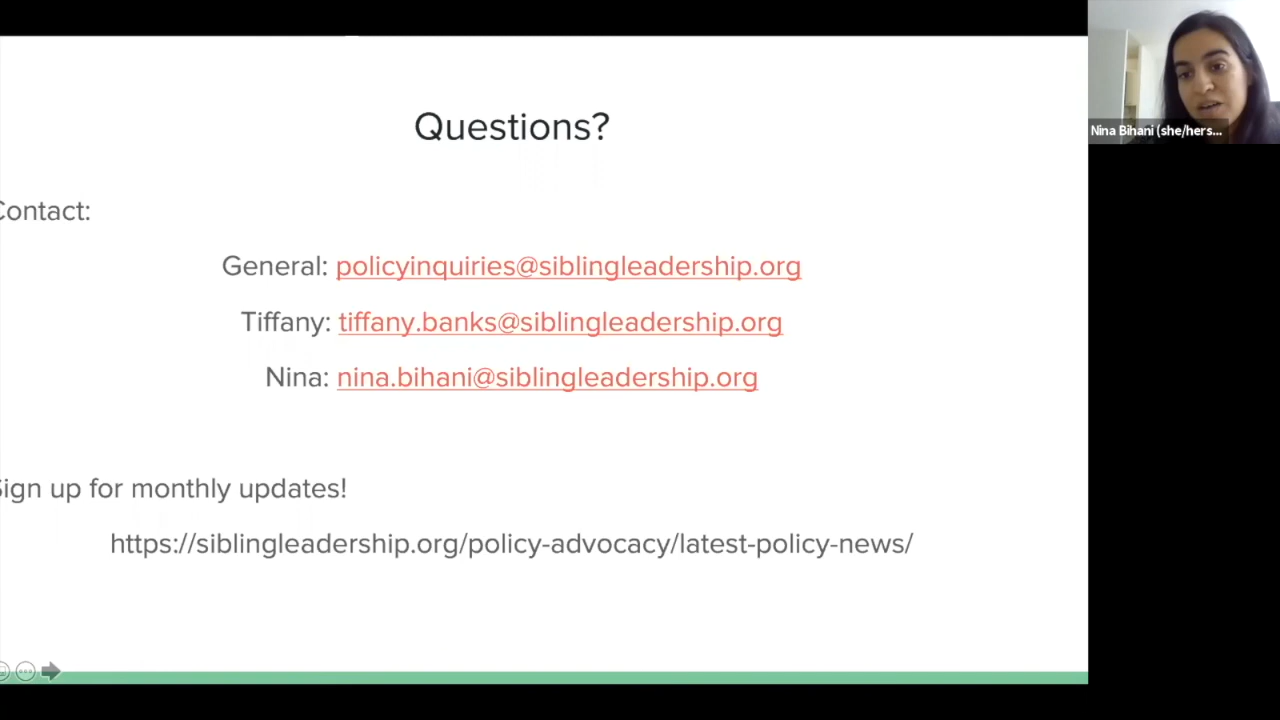 Questions?
Nina Bihani (she/hers...
Contact:
General: policyinquiries@siblingleadership.org
Tiffany: tiffany.banks@siblingleadership.org
Nina: nina.bihani@siblingleadership.org
Sign up for monthly updates!
https://siblingleadership.org/policy-advocacy/latest-policy-news/